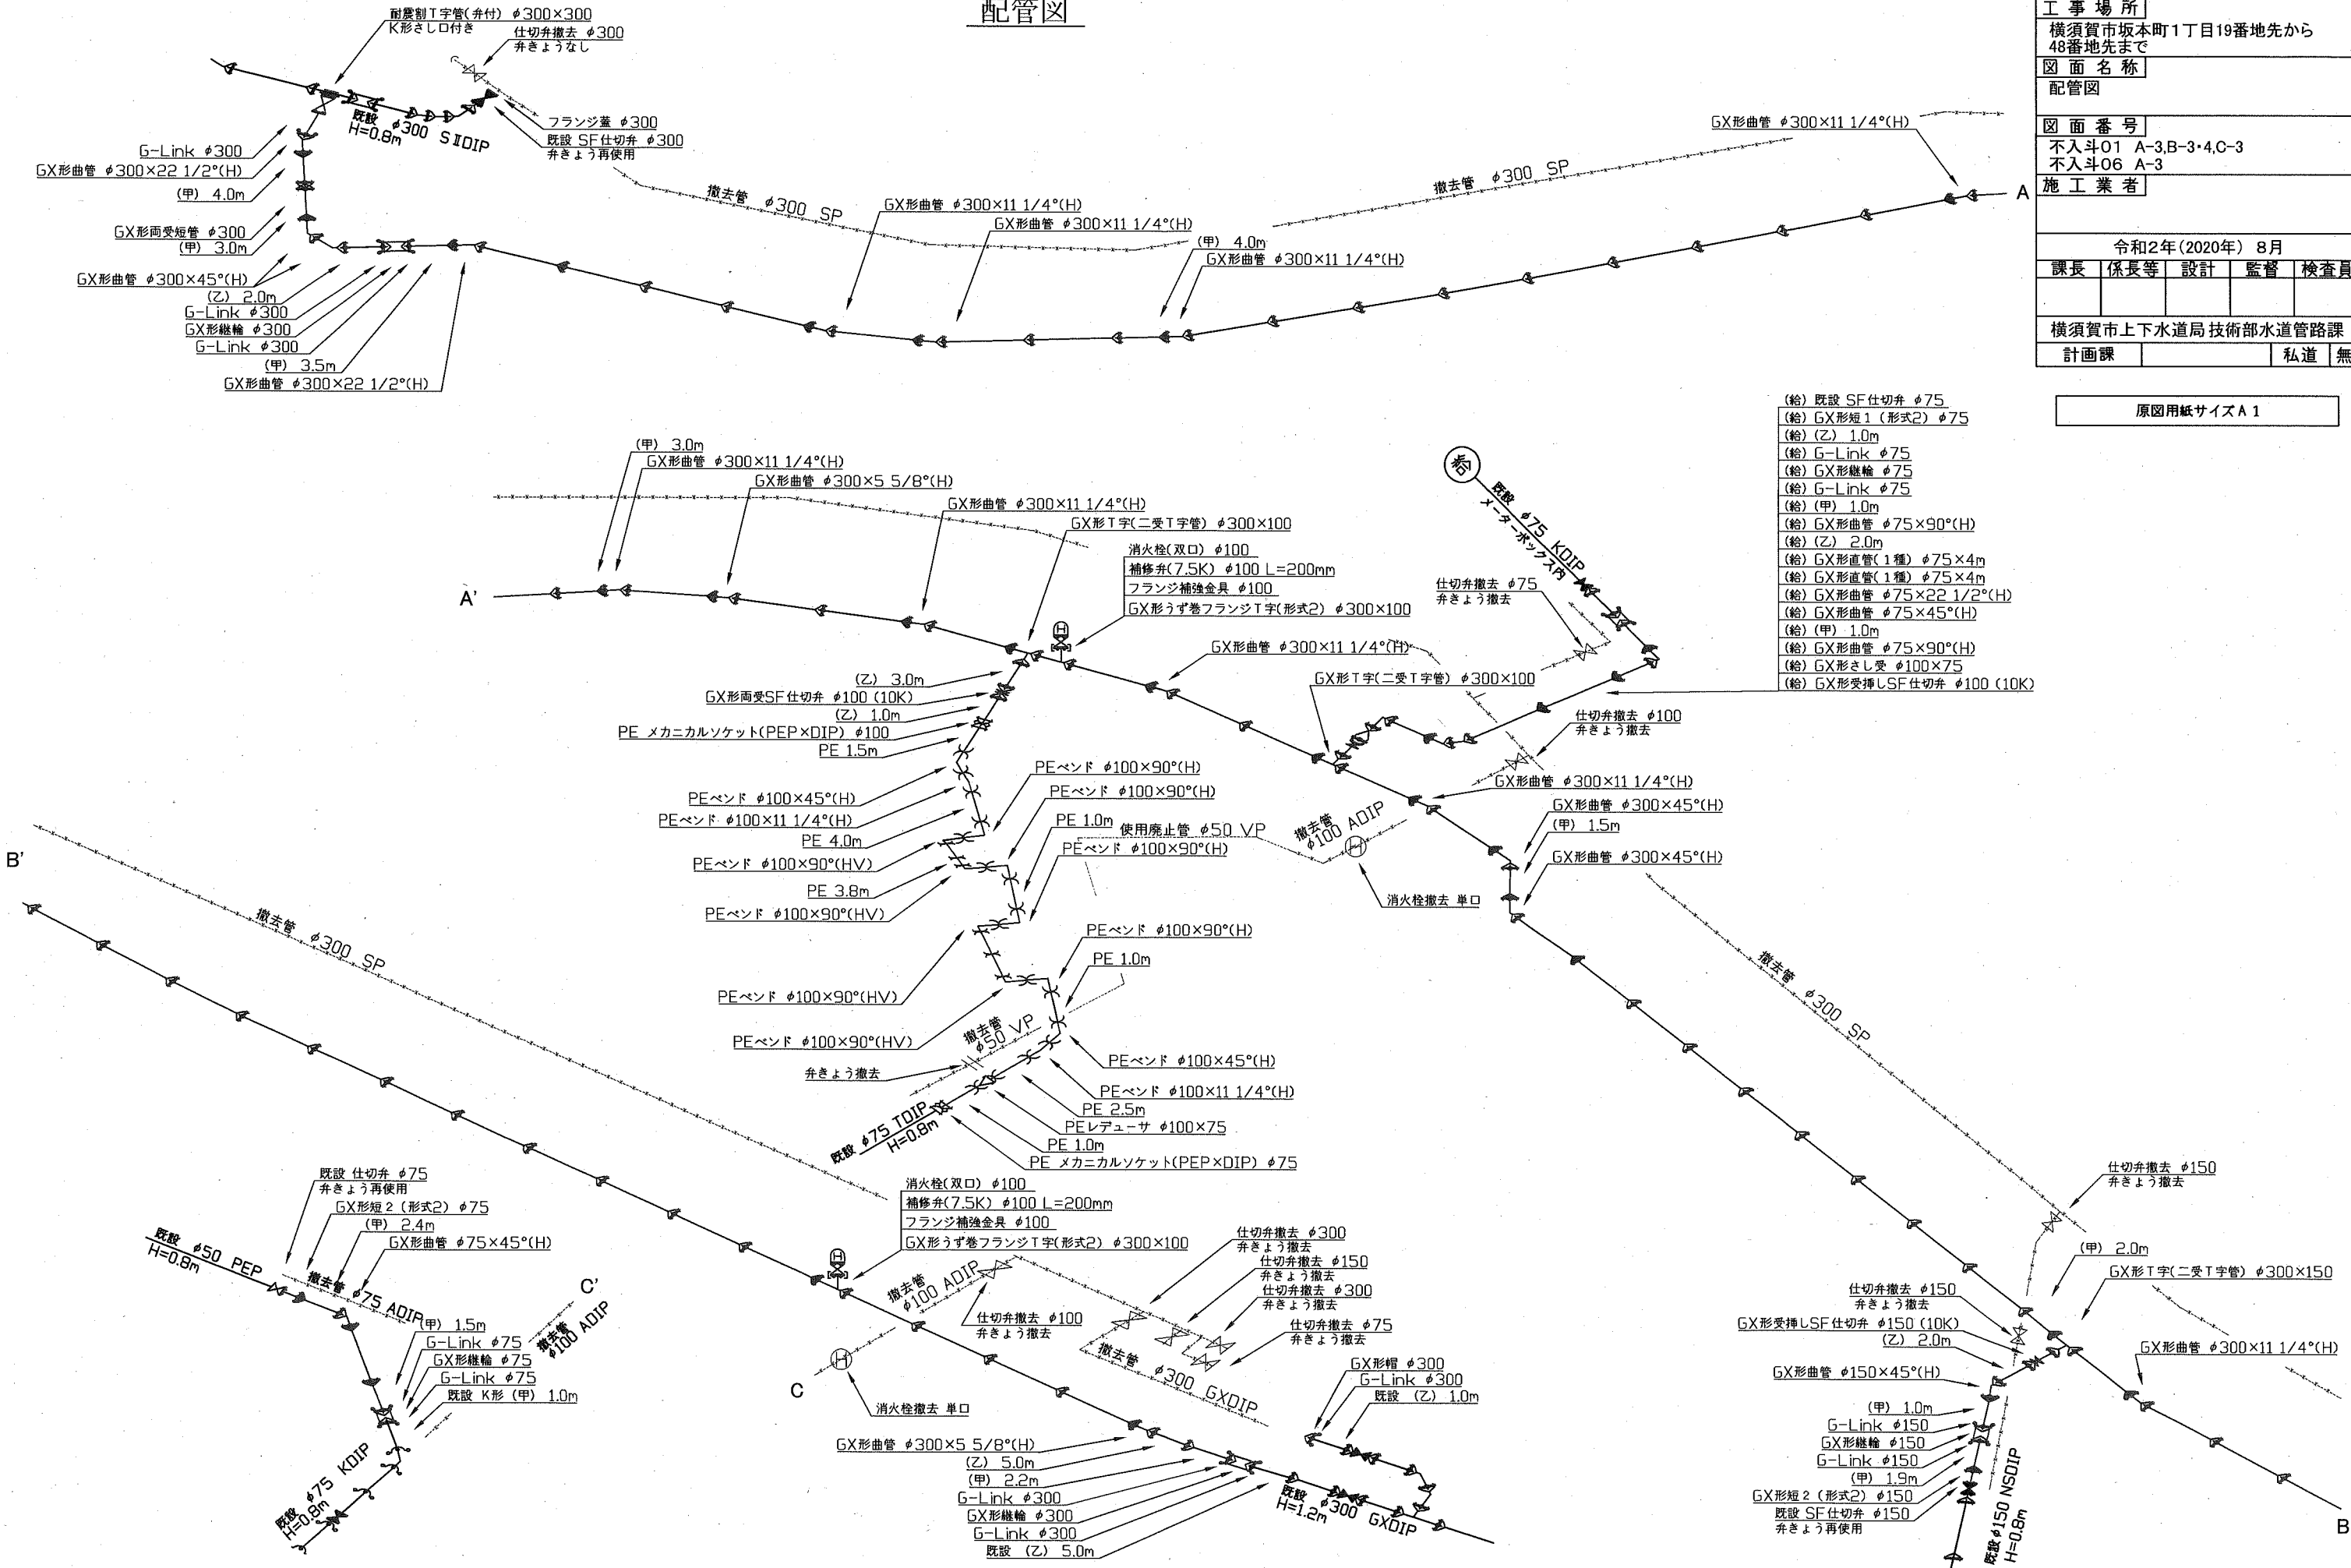 配管図
工事場所
横須賀市坂本町1丁目19番地先から
48番地先まで
図面名称
配管図
図面番号
不入斗01 A-3,B-3・4,C-3
不入斗06 A-3
施工業者
令和2年(2020年) 8月
課長 係長等 設計 監督 検査員
横須賀市上下水道局技術部水道管路課
計画課 私道 無
原図用紙サイズA1
耐震割T字管(弁付) φ300×300
K形さし口付き
仕切弁撤去 φ300
弁きょうなし
フランジ蓋 φ300
既設 SF仕切弁 φ300
弁きょう再使用
既設 φ300 SⅡDIP
H=0.8m
G-Link φ300
GX形曲管 φ300×22 1/2°(H)
(甲) 4.0m
GX形両受短管 φ300
(甲) 3.0m
GX形曲管 φ300×45°(H)
(乙) 2.0m
G-Link φ300
GX形継輪 φ300
G-Link φ300
(甲) 3.5m
GX形曲管 φ300×22 1/2°(H)
撤去管 φ300 SP
GX形曲管 φ300×11 1/4°(H)
GX形曲管 φ300×11 1/4°(H)
(甲) 4.0m
GX形曲管 φ300×11 1/4°(H)
撤去管 φ300 SP
GX形曲管 φ300×11 1/4°(H)
A
A'
(甲) 3.0m
GX形曲管 φ300×11 1/4°(H)
GX形曲管 φ300×5 5/8°(H)
GX形曲管 φ300×11 1/4°(H)
GX形T字(二受T字管) φ300×100
消火栓(双口) φ100
補修弁(7.5K) φ100 L=200mm
フランジ補強金具 φ100
GX形うず巻フランジT字(形式2) φ300×100
GX形曲管 φ300×11 1/4°(H)
GX形T字(二受T字管) φ300×100
給
既設 φ75 KDIP
メーターボックス内
仕切弁撤去 φ75
弁きょう撤去
(給) 既設 SF仕切弁 φ75
(給) GX形短1 (形式2) φ75
(給) (乙) 1.0m
(給) G-Link φ75
(給) GX形継輪 φ75
(給) G-Link φ75
(給) (甲) 1.0m
(給) GX形曲管 φ75×90°(H)
(給) (乙) 2.0m
(給) GX形直管(1種) φ75×4m
(給) GX形直管(1種) φ75×4m
(給) GX形曲管 φ75×22 1/2°(H)
(給) GX形曲管 φ75×45°(H)
(給) (甲) 1.0m
(給) GX形曲管 φ75×90°(H)
(給) GX形さし受 φ100×75
(給) GX形受挿しSF仕切弁 φ100 (10K)
仕切弁撤去 φ100
弁きょう撤去
GX形曲管 φ300×11 1/4°(H)
GX形曲管 φ300×45°(H)
(甲) 1.5m
GX形曲管 φ300×45°(H)
(乙) 3.0m
GX形両受SF仕切弁 φ100 (10K)
(乙) 1.0m
PE メカニカルソケット(PEP×DIP) φ100
PE 1.5m
PEベンド φ100×45°(H)
PEベンド φ100×11 1/4°(H)
PE 4.0m
PEベンド φ100×90°(HV)
PE 3.8m
PEベンド φ100×90°(HV)
PEベンド φ100×90°(H)
PEベンド φ100×90°(H)
PE 1.0m
使用廃止管 φ50 VP
PEベンド φ100×90°(H)
撤去管
φ100 ADIP
H
消火栓撤去 単口
PEベンド φ100×90°(HV)
PEベンド φ100×90°(HV)
PEベンド φ100×90°(H)
PE 1.0m
撤去管
φ50 VP
弁きょう撤去
PEベンド φ100×45°(H)
PEベンド φ100×11 1/4°(H)
PE 2.5m
PEレデューサ φ100×75
PE 1.0m
PE メカニカルソケット(PEP×DIP) φ75
既設 φ75 TDIP
H=0.8m
B'
撤去管 φ300 SP
撤去管 φ300 SP
消火栓(双口) φ100
補修弁(7.5K) φ100 L=200mm
フランジ補強金具 φ100
GX形うず巻フランジT字(形式2) φ300×100
既設 仕切弁 φ75
弁きょう再使用
GX形短2 (形式2) φ75
(甲) 2.4m
GX形曲管 φ75×45°(H)
既設 φ50 PEP
H=0.8m
撤去管 φ75 ADIP
C'
撤去管
φ100 ADIP
(甲) 1.5m
G-Link φ75
GX形継輪 φ75
G-Link φ75
既設 K形 (甲) 1.0m
既設 φ75 KDIP
H=0.8m
撤去管
φ100 ADIP
仕切弁撤去 φ100
弁きょう撤去
仕切弁撤去 φ300
弁きょう撤去
仕切弁撤去 φ150
弁きょう撤去
仕切弁撤去 φ300
弁きょう撤去
仕切弁撤去 φ75
弁きょう撤去
撤去管 φ300 GXDIP
C
H
消火栓撤去 単口
GX形帽 φ300
G-Link φ300
既設 (乙) 1.0m
GX形曲管 φ300×5 5/8°(H)
(乙) 5.0m
(甲) 2.2m
G-Link φ300
GX形継輪 φ300
G-Link φ300
既設 (乙) 5.0m
既設 φ300 GXDIP
H=1.2m
仕切弁撤去 φ150
弁きょう撤去
(甲) 2.0m
GX形T字(二受T字管) φ300×150
仕切弁撤去 φ150
弁きょう撤去
GX形受挿しSF仕切弁 φ150 (10K)
(乙) 2.0m
GX形曲管 φ150×45°(H)
GX形曲管 φ300×11 1/4°(H)
(甲) 1.0m
G-Link φ150
GX形継輪 φ150
G-Link φ150
(甲) 1.9m
GX形短2 (形式2) φ150
既設 SF仕切弁 φ150
弁きょう再使用
既設φ150 NSDIP
H=0.8m
B